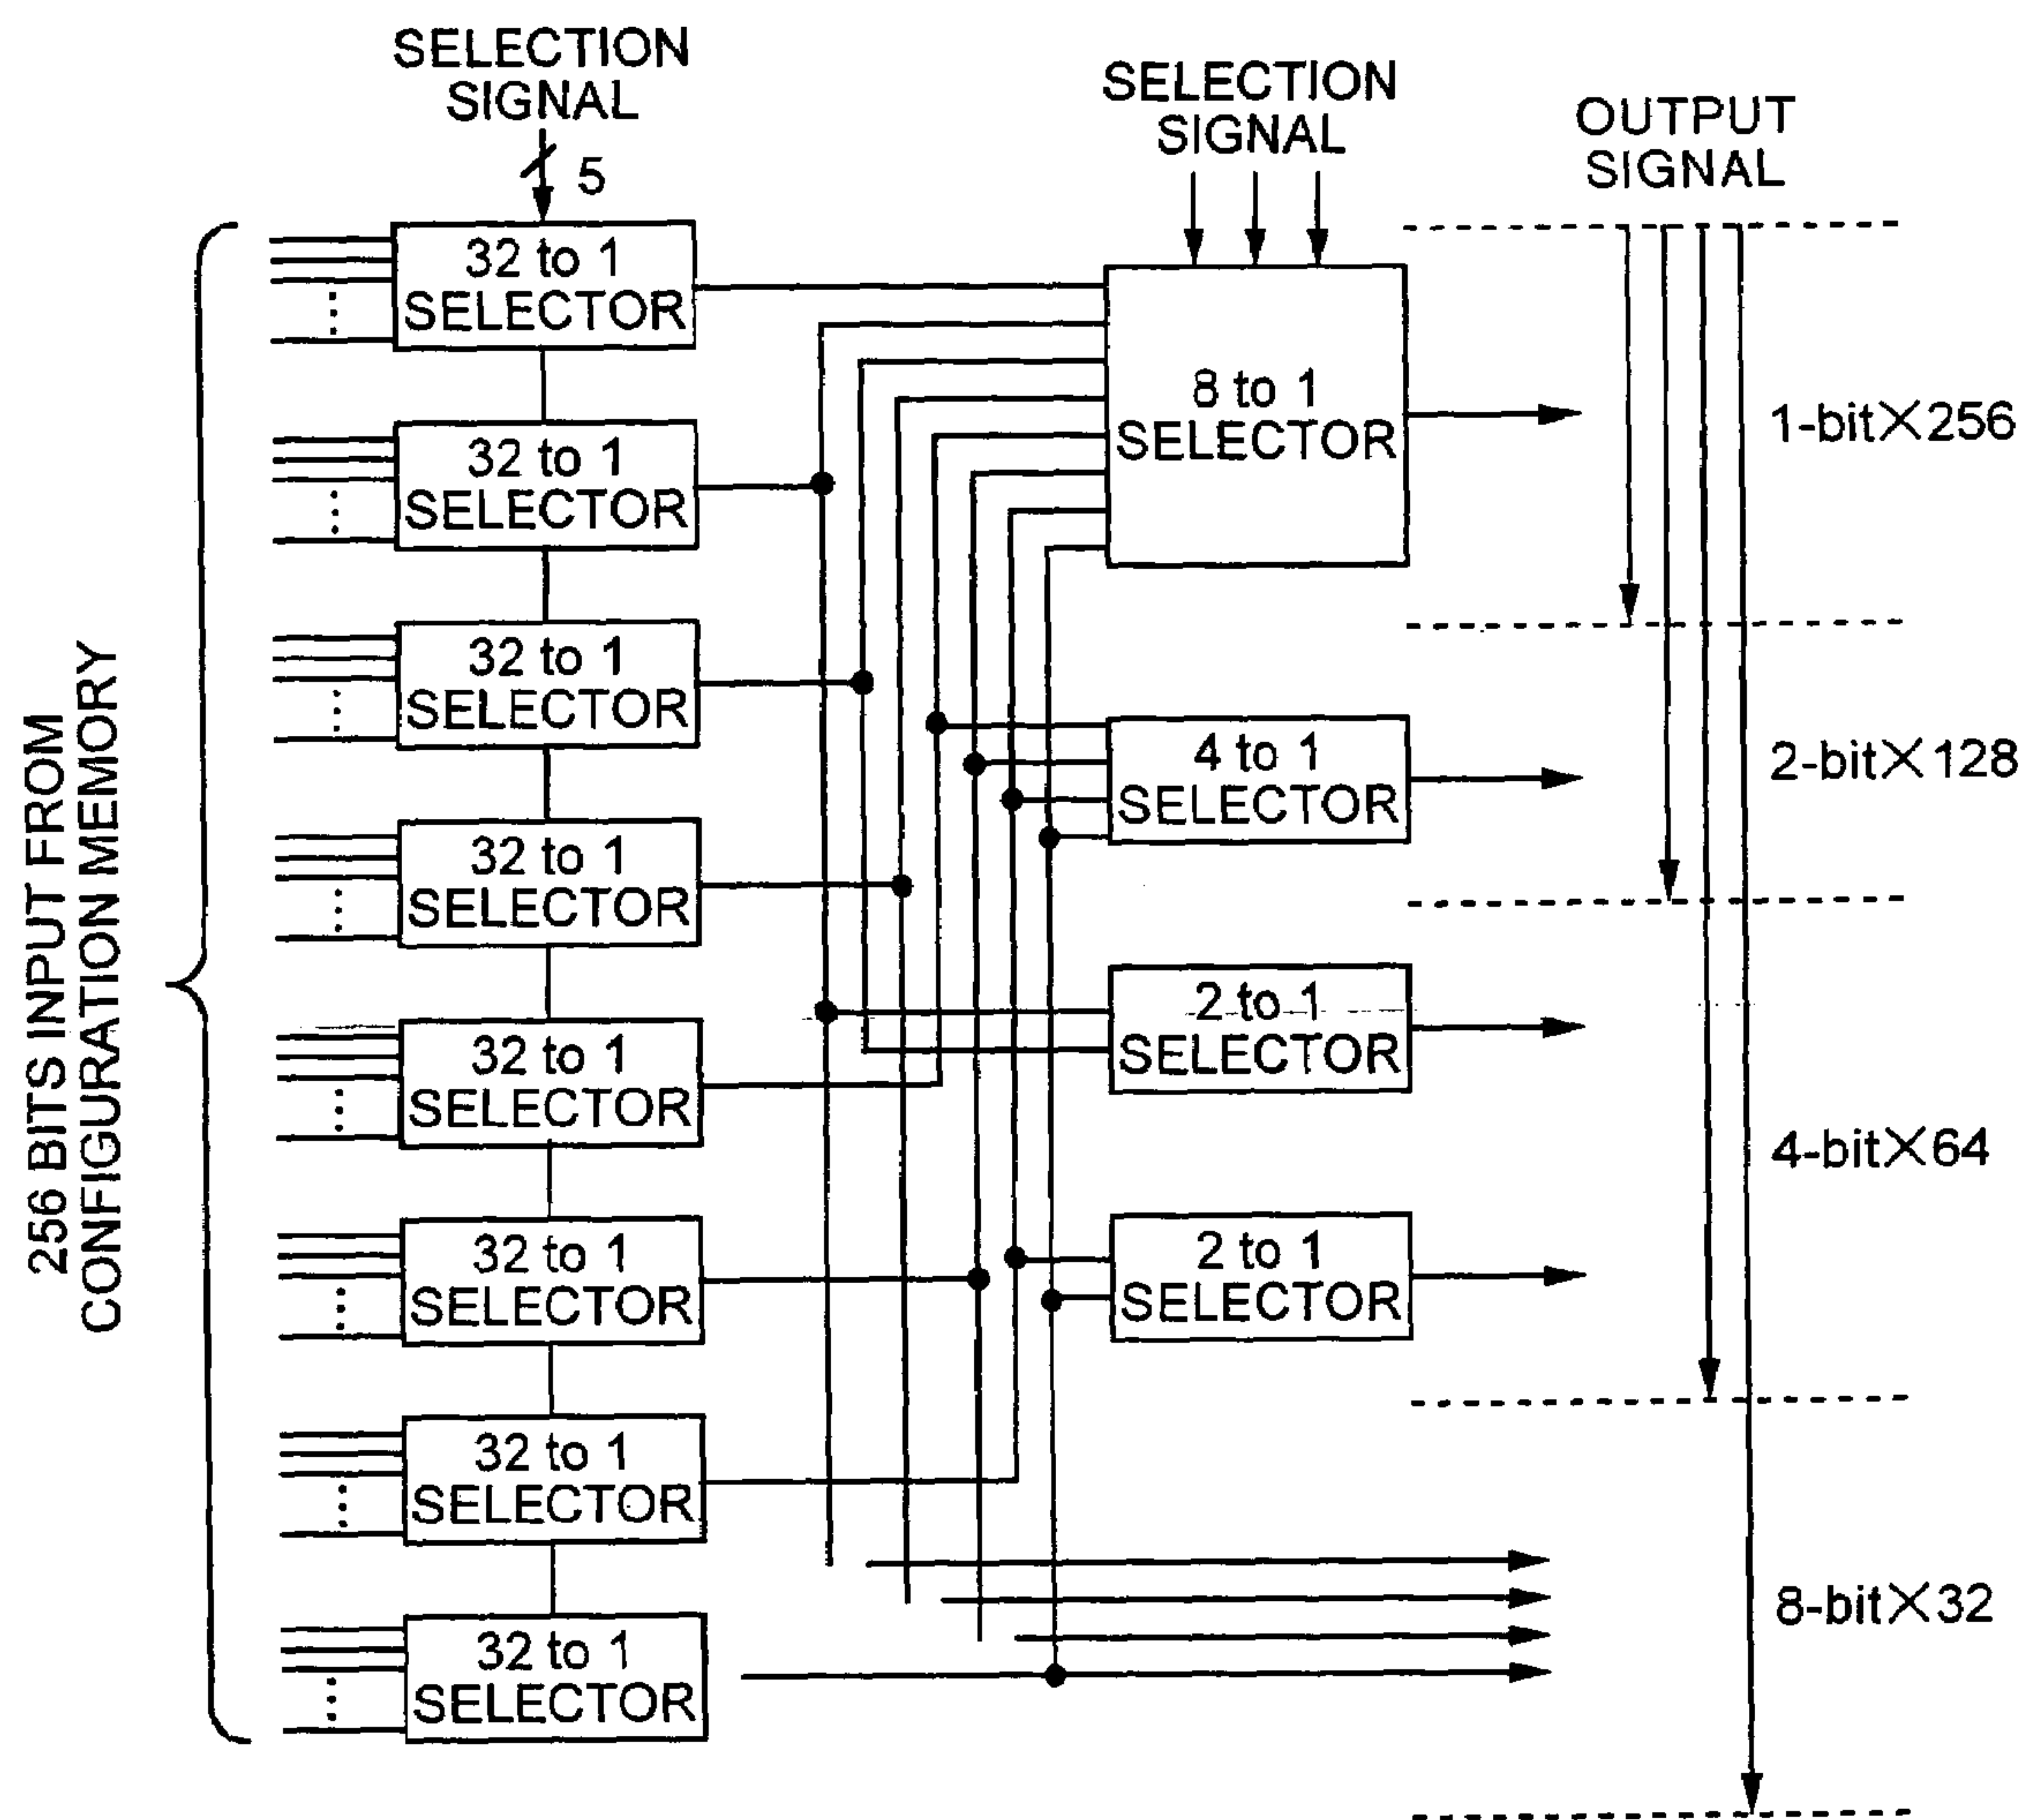 SELECTION
SIGNAL
5
SELECTION
SIGNAL
OUTPUT
SIGNAL
256 BITS INPUT FROM
CONFIGURATION MEMORY
32 to 1
SELECTOR
32 to 1
SELECTOR
32 to 1
SELECTOR
32 to 1
SELECTOR
32 to 1
SELECTOR
32 to 1
SELECTOR
32 to 1
SELECTOR
32 to 1
SELECTOR
8 to 1
SELECTOR
4 to 1
SELECTOR
2 to 1
SELECTOR
2 to 1
SELECTOR
1-bit×256
2-bit×128
4-bit×64
8-bit×32